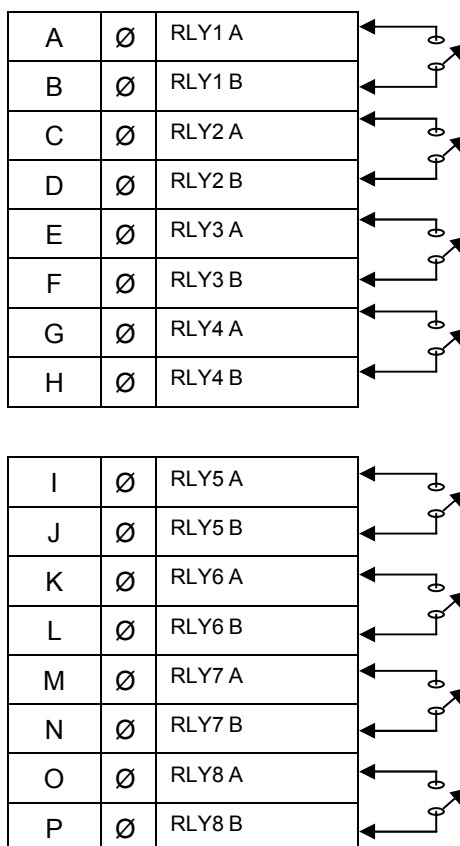 A Ø RLY1 A
B Ø RLY1 B
C Ø RLY2 A
D Ø RLY2 B
E Ø RLY3 A
F Ø RLY3 B
G Ø RLY4 A
H Ø RLY4 B
I Ø RLY5 A
J Ø RLY5 B
K Ø RLY6 A
L Ø RLY6 B
M Ø RLY7 A
N Ø RLY7 B
O Ø RLY8 A
P Ø RLY8 B